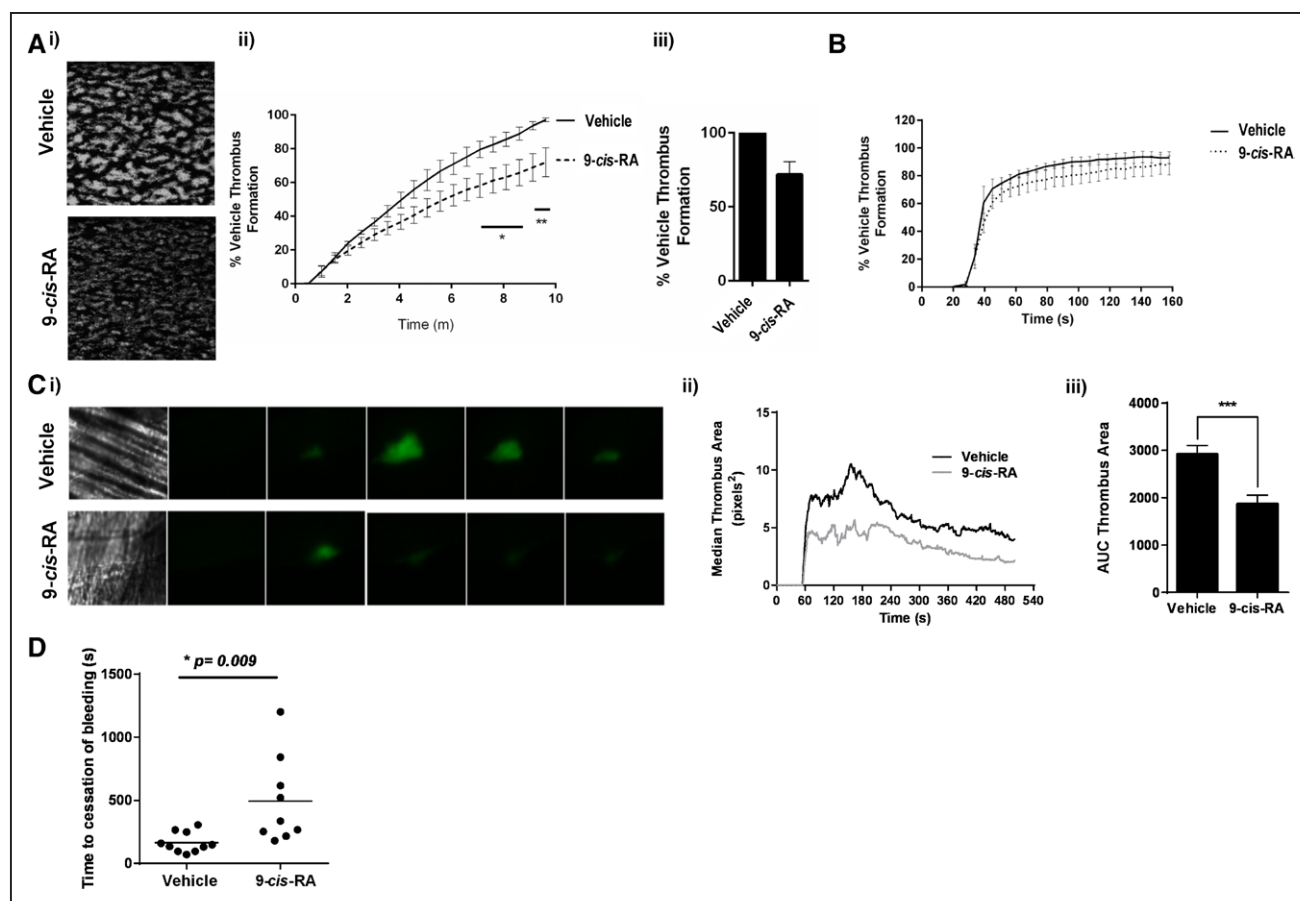 A i)
Vehicle
9-cis-RA
ii)
% Vehicle Thrombus
Formation
100
80
60
40
20
0
0 2 4 6 8 10
Time (m)
Vehicle
9-cis-RA
*
**
iii)
% Vehicle Thrombus
Formation
100
50
0
Vehicle
9-cis-RA
B
% Vehicle Thrombus
Formation
120
100
80
60
40
20
0
0 20 40 60 80 100 120 140 160
Time (s)
Vehicle
9-cis-RA
C i)
Vehicle
9-cis-RA
ii)
Median Thrombus Area
(pixels²)
15
10
5
0
0 60 120 180 240 300 360 420 480 540
Time (s)
Vehicle
9-cis-RA
iii)
AUC Thrombus Area
4000
3000
2000
1000
0
***
Vehicle 9-cis-RA
D
Time to cessation of bleeding (s)
* p= 0.009
1500
1000
500
0
Vehicle 9-cis-RA